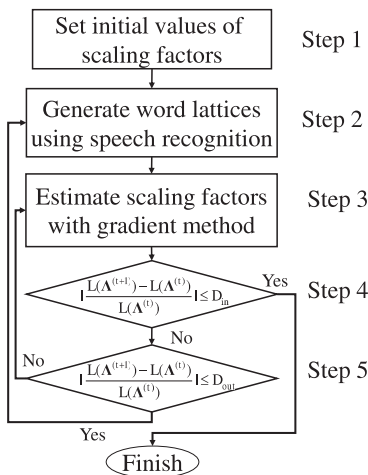 Set initial values of
scaling factors
Step 1
Generate word lattices
using speech recognition
Step 2
Estimate scaling factors
with gradient method
Step 3
|L(Λ^(t+1))−L(Λ^(t)) / L(Λ^(t))| ≤ D_in
Yes
Step 4
No
No
|L(Λ^(t+1))−L(Λ^(t)) / L(Λ^(t))| ≤ D_out
Step 5
Yes
Finish